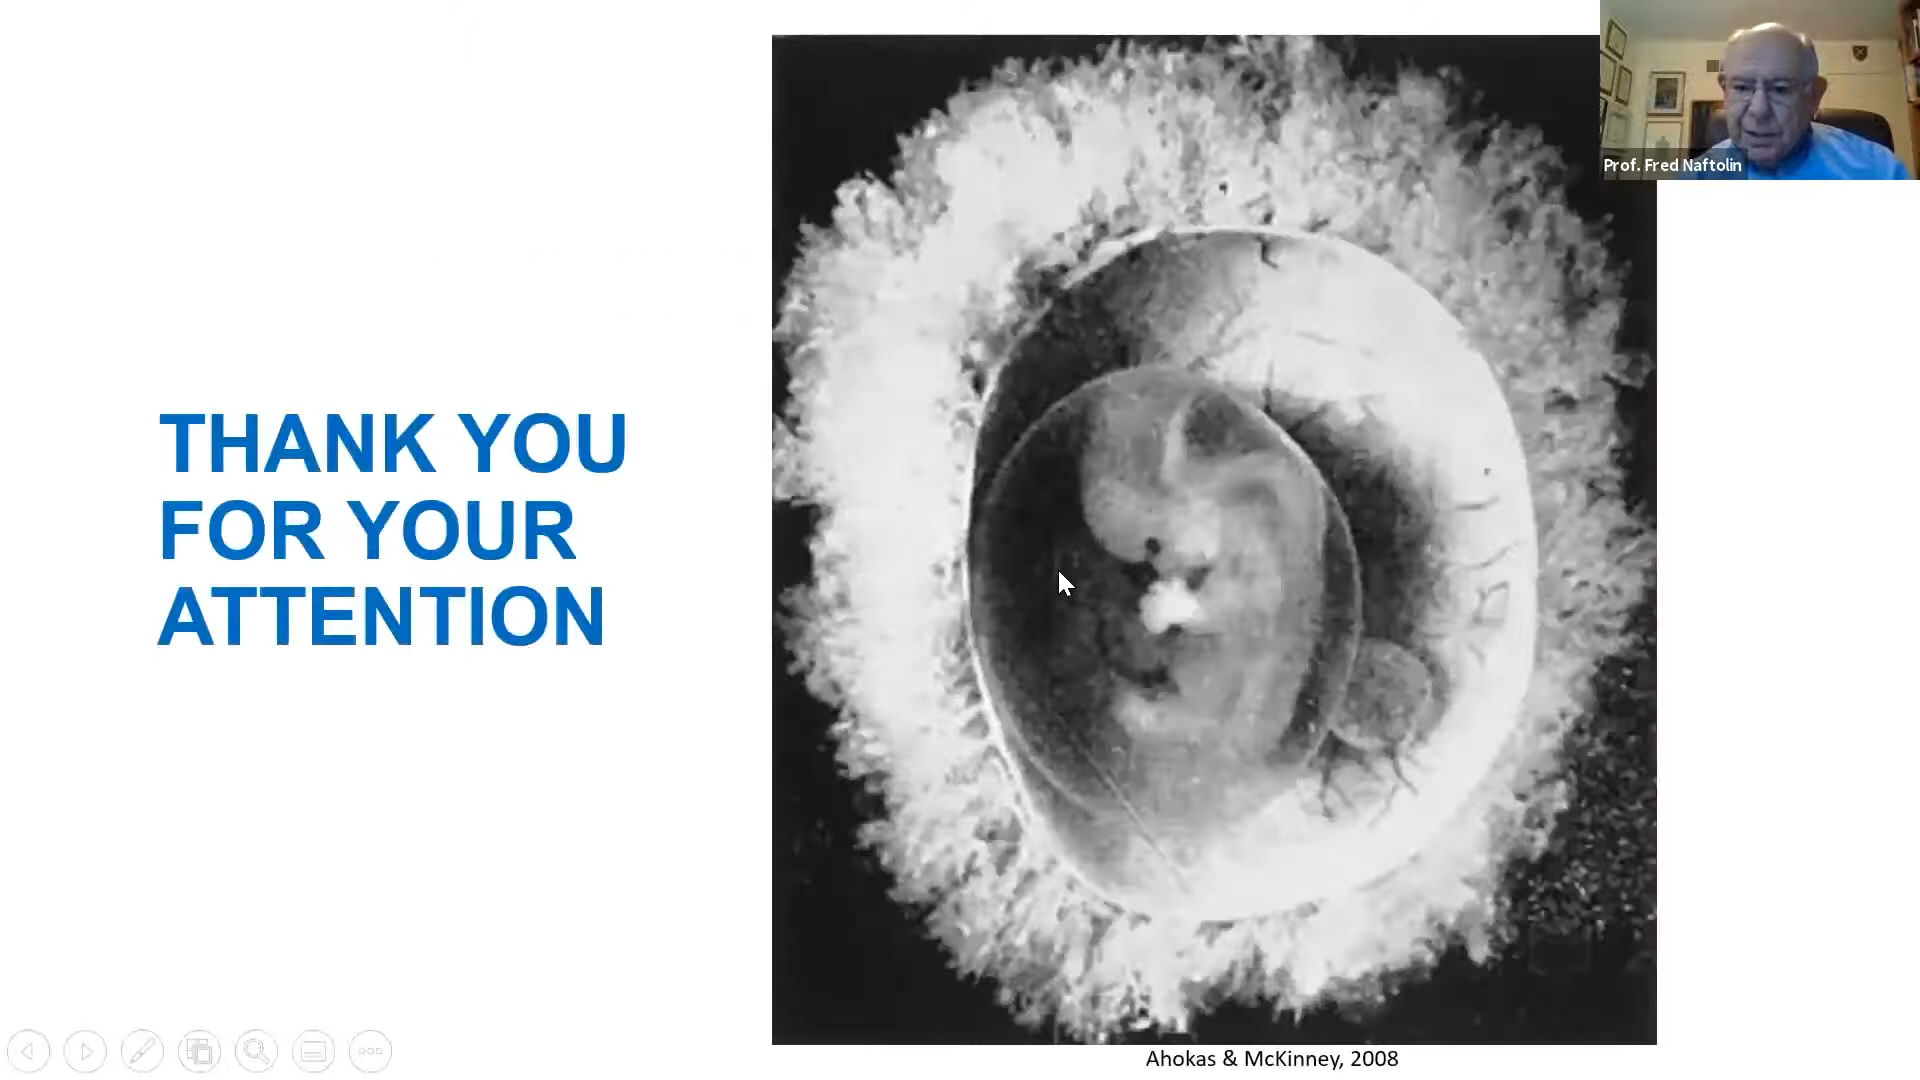 THANK YOU
FOR YOUR
ATTENTION
Prof. Fred Naftolin
Ahokas & McKinney, 2008